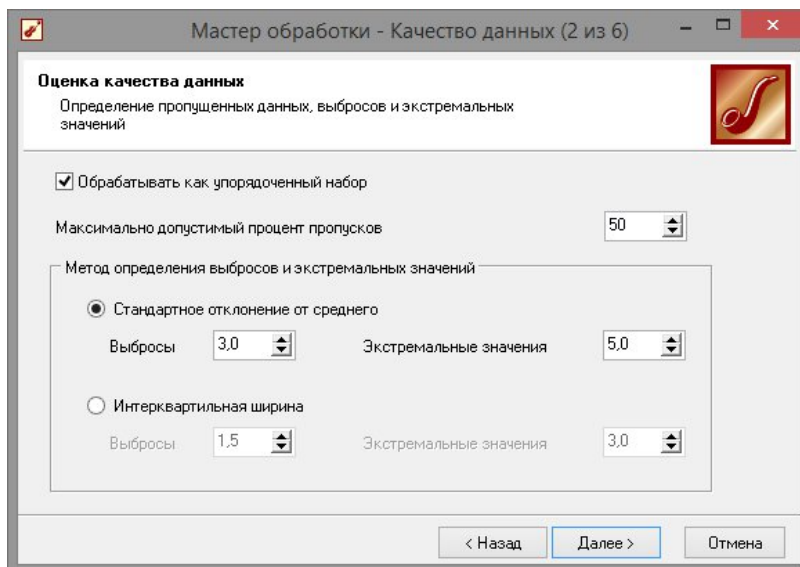 Мастер обработки - Качество данных (2 из 6)
Оценка качества данных
Определение пропущенных данных, выбросов и экстремальных
значений
Обрабатывать как упорядоченный набор
Максимально допустимый процент пропусков 50
Метод определения выбросов и экстремальных значений
Стандартное отклонение от среднего
Выбросы 3,0 Экстремальные значения 5,0
Интерквартильная ширина
Выбросы 1,5 Экстремальные значения 3,0
< Назад Далее > Отмена